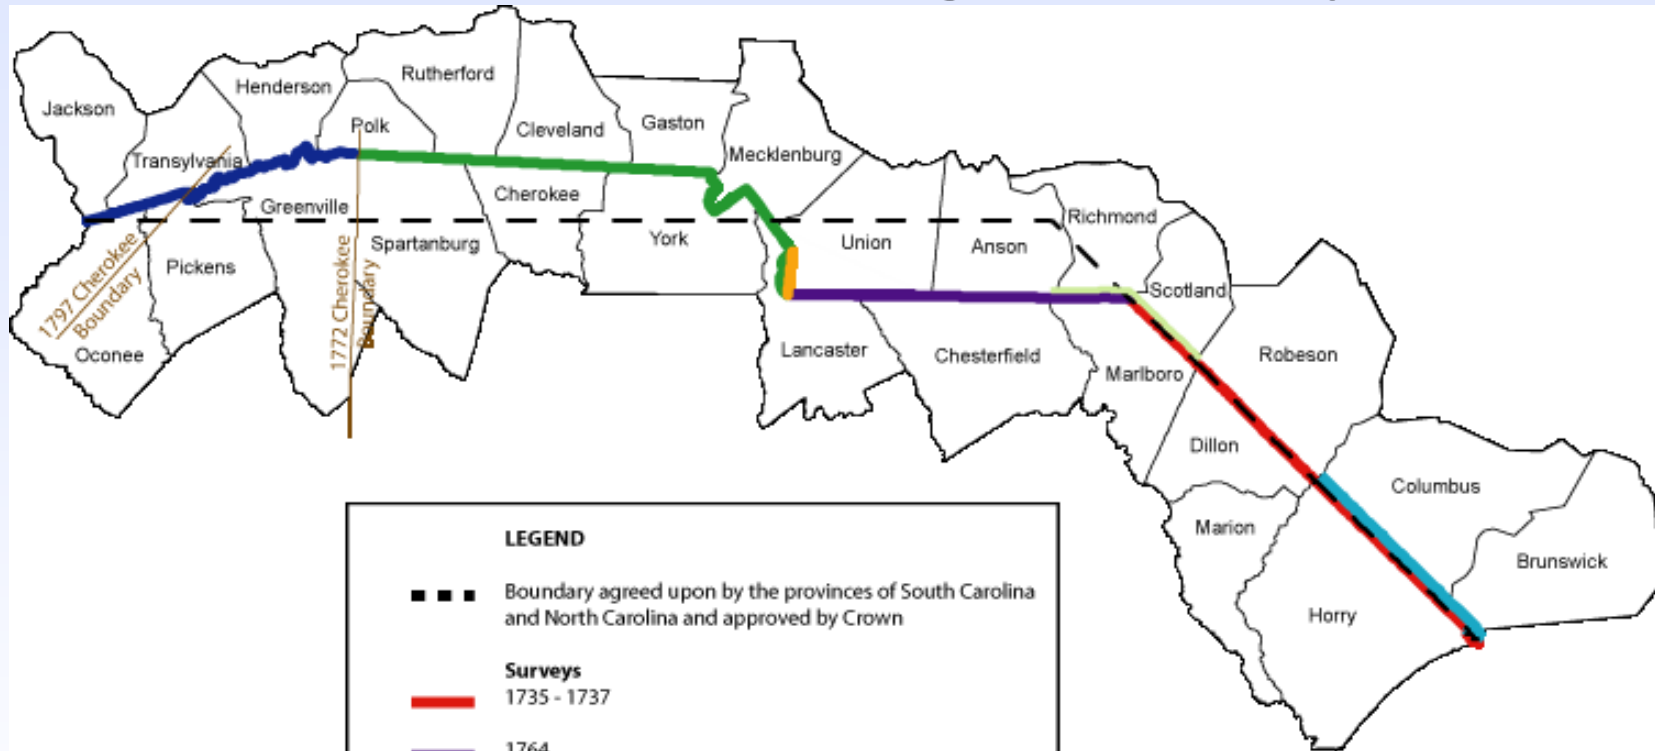 Jackson
Henderson
Rutherford
Transylvania
Polk
Cleveland
Gaston
Mecklenburg
Greenville
Cherokee
Spartanburg
York
Union
Anson
Richmond
Pickens
Scotland
1797 Cherokee
Boundary
1772 Cherokee
Boundary
Oconee
Lancaster
Chesterfield
Marlboro
Robeson
Dillon
Columbus
Marion
Brunswick
Horry
LEGEND
Boundary agreed upon by the provinces of South Carolina
and North Carolina and approved by Crown
Surveys
1735 - 1737
1764